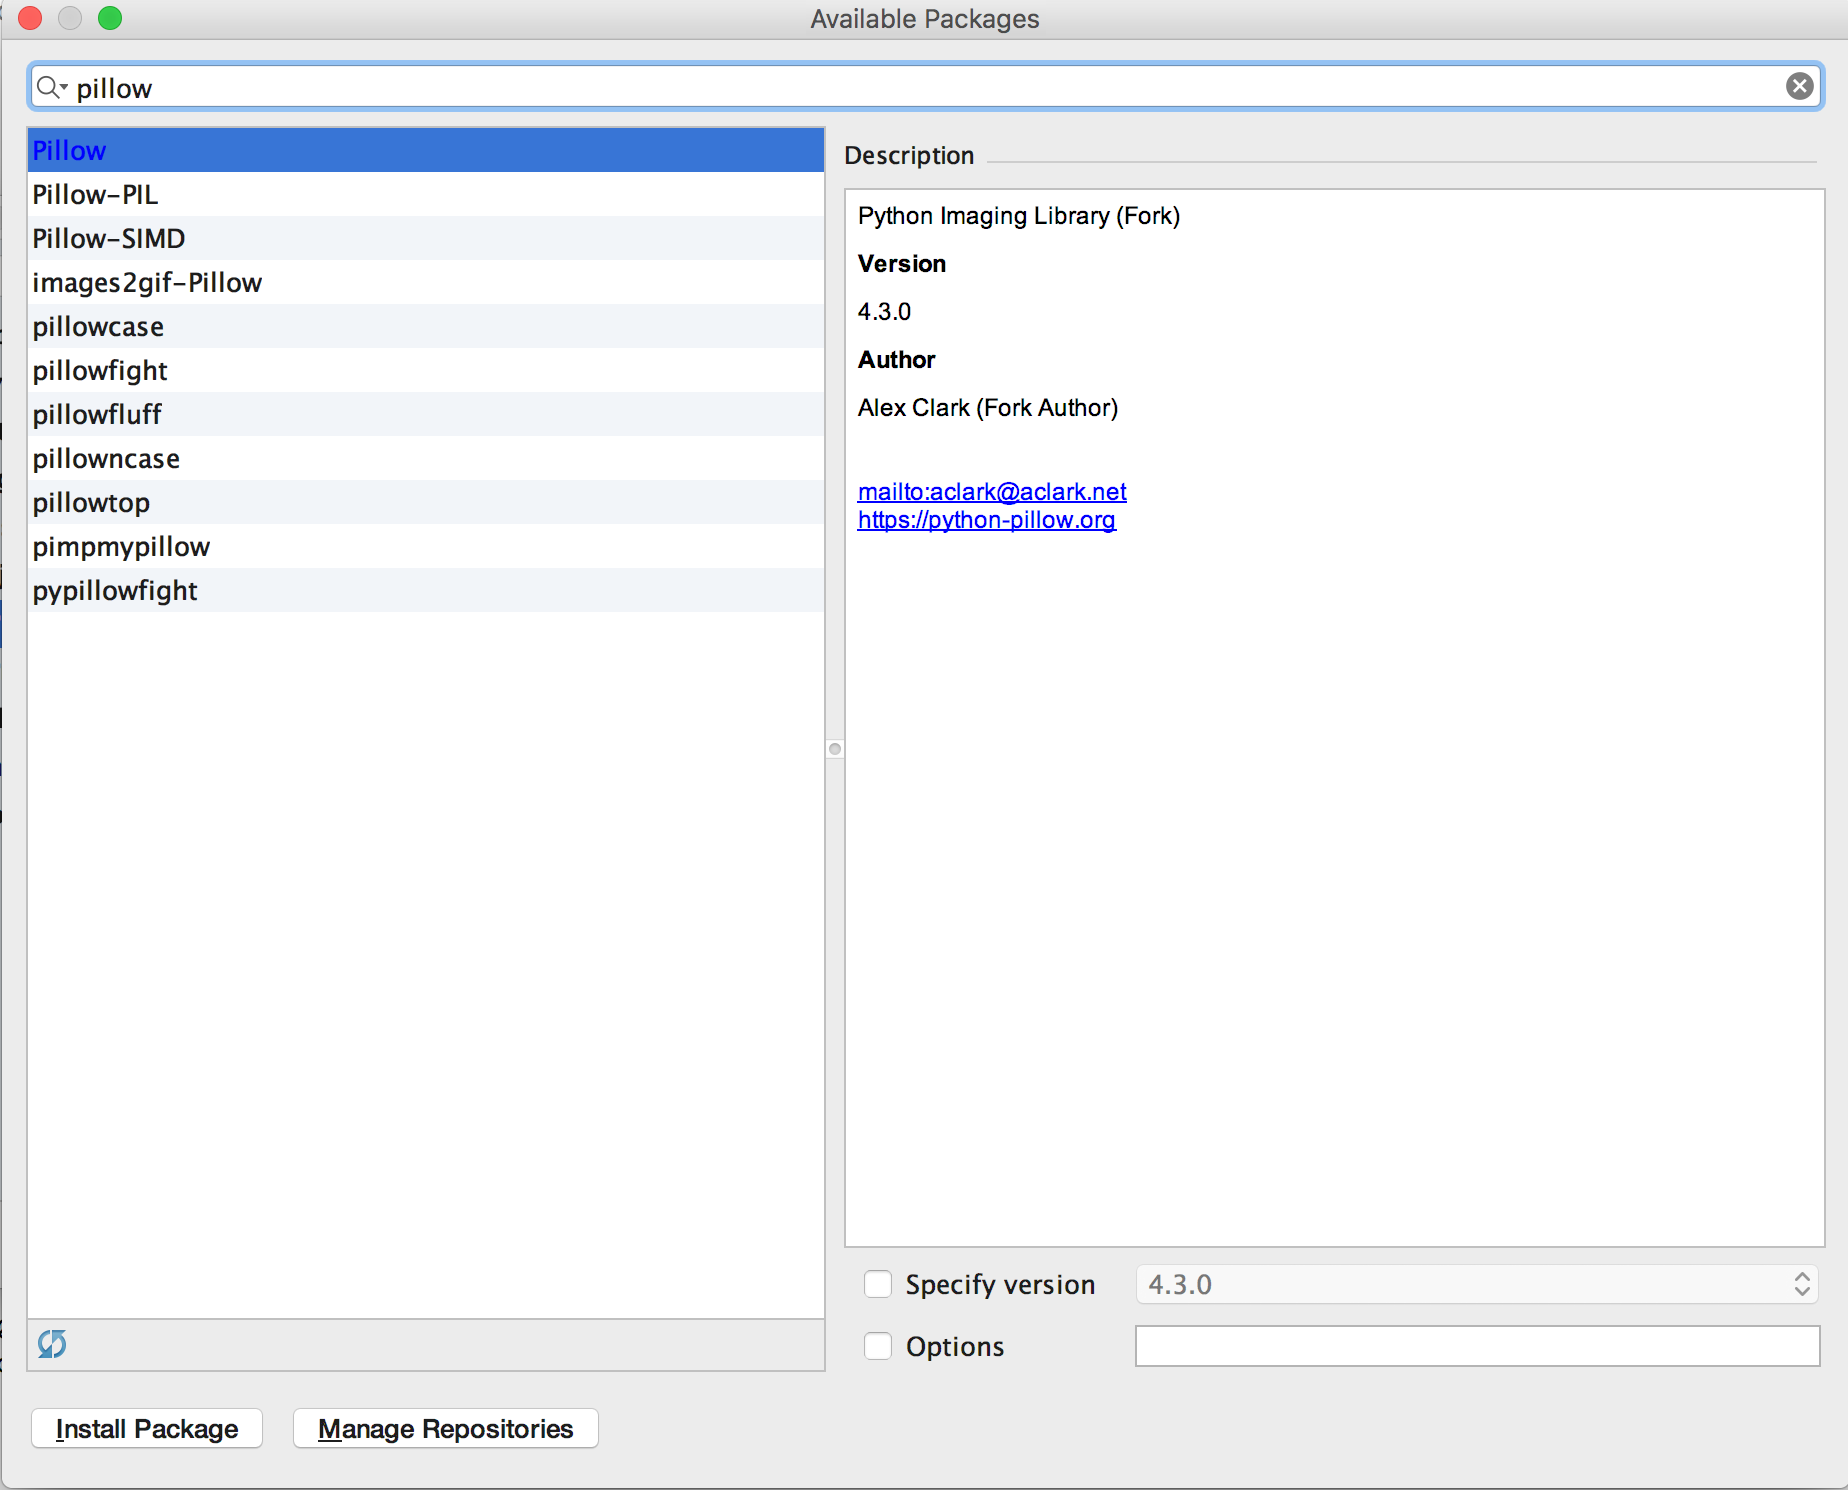 Available Packages
pillow
Pillow
Pillow-PIL
Pillow-SIMD
images2gif-Pillow
pillowcase
pillowfight
pillowfluff
pillowncase
pillowtop
pimpmypillow
pypillowfight
Description
Python Imaging Library (Fork)
Version
4.3.0
Author
Alex Clark (Fork Author)
mailto:aclark@aclark.net
https://python-pillow.org
Specify version 4.3.0
Options
Install Package Manage Repositories